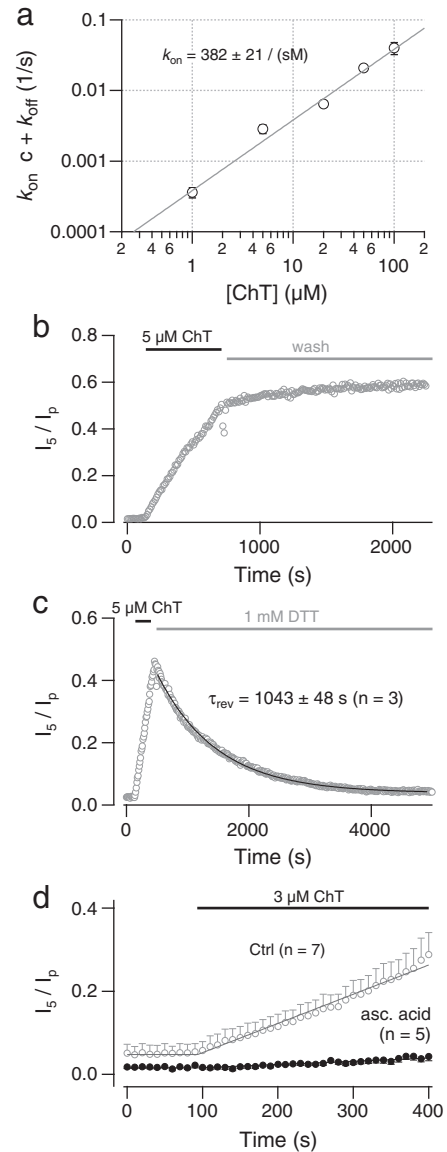 a
k_on c + k_off (1/s)
0.1
0.01
0.001
0.0001
k_on = 382 ± 21 / (sM)
2 4 6 2 4 6 2 4 6 2
1 10 100
[ChT] (µM)
b
I_5 / I_p
0.8
0.6
0.4
0.2
0.0
5 µM ChT
wash
0 1000 2000
Time (s)
c
I_5 / I_p
0.6
0.4
0.2
0.0
5 µM ChT
1 mM DTT
τ_rev = 1043 ± 48 s (n = 3)
0 2000 4000
Time (s)
d
I_5 / I_p
0.4
0.2
0.0
3 µM ChT
Ctrl (n = 7)
asc. acid
(n = 5)
0 100 200 300 400
Time (s)